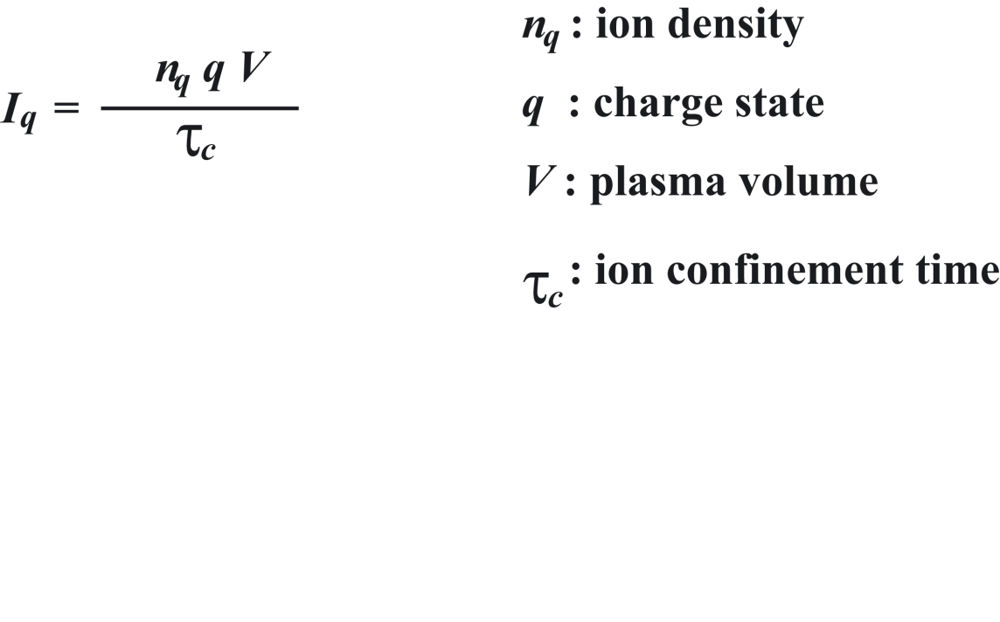 I_q = n_q q V / τ_c
n_q : ion density
q : charge state
V : plasma volume
τ_c : ion confinement time